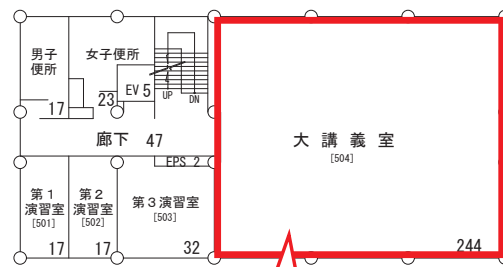 男子
便所
女子便所
17
23
EV 5
UP
DN
廊下 47
EPS 2
大講義室
[504]
244
第1
演習室
[501]
17
第2
演習室
[502]
17
第3演習室
[503]
32